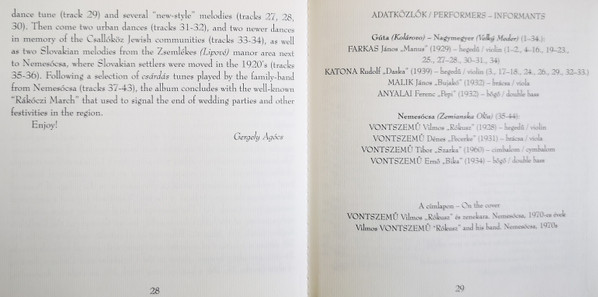 dance tune (track 29) and several "new-style" melodies (tracks 27, 28,
30). Then come two urban dances (tracks 31-32), and two newer dances
in memory of the Csallóköz Jewish communities (tracks 33-34), as well
as two Slovakian melodies from the Zsemlékes (Lipové) manor area next
to Nemesócsa, where Slovakian settlers were moved in the 1920's (tracks
35-36). Following a selection of csárdás tunes played by the family-band
from Nemesócsa (tracks 37-43), the album concludes with the well-known
"Rákóczi March" that used to signal the end of wedding parties and other
festivities in the region.
Enjoy!
Gergely Agócs
28
ADATKÖZLŐK / PERFORMERS – INFORMANTS
Gúta (Kolárovo) – Nagymegyer (Veľký Meder) (1–34.):
FARKAS János „Manus" (1929) – hegedű / violin (1–2., 4-16., 19–23.,
25., 27–28., 30–31., 34)
KATONA Rudolf „Daska" (1939) – hegedű / violin (3., 17–18., 24., 26., 29., 32–33.)
MALIK János (1932) – brácsa / viola
ANYALAI Ferenc „Pepi" (1932) – bőgő / double bass
Nemesócsa (Zemianska Olča) (35-44):
VONTSZEMŰ Vilmos „Rókusz" (1928) – hegedű / violin
VONTSZEMŰ Dénes (1931) – brácsa / viola
VONTSZEMŰ Tibor „Szarka" (1960) – cimbalom / cymbalom
VONTSZEMŰ Ernő „Bika" (1934) – bőgő / double bass
A címlapon – On the cover
VONTSZEMŰ Vilmos „Rókusz" és zenekara. Nemesócsa, 1970-es évek
Vilmos VONTSZEMŰ "Rókusz" and his band. Nemesócsa, 1970s
29